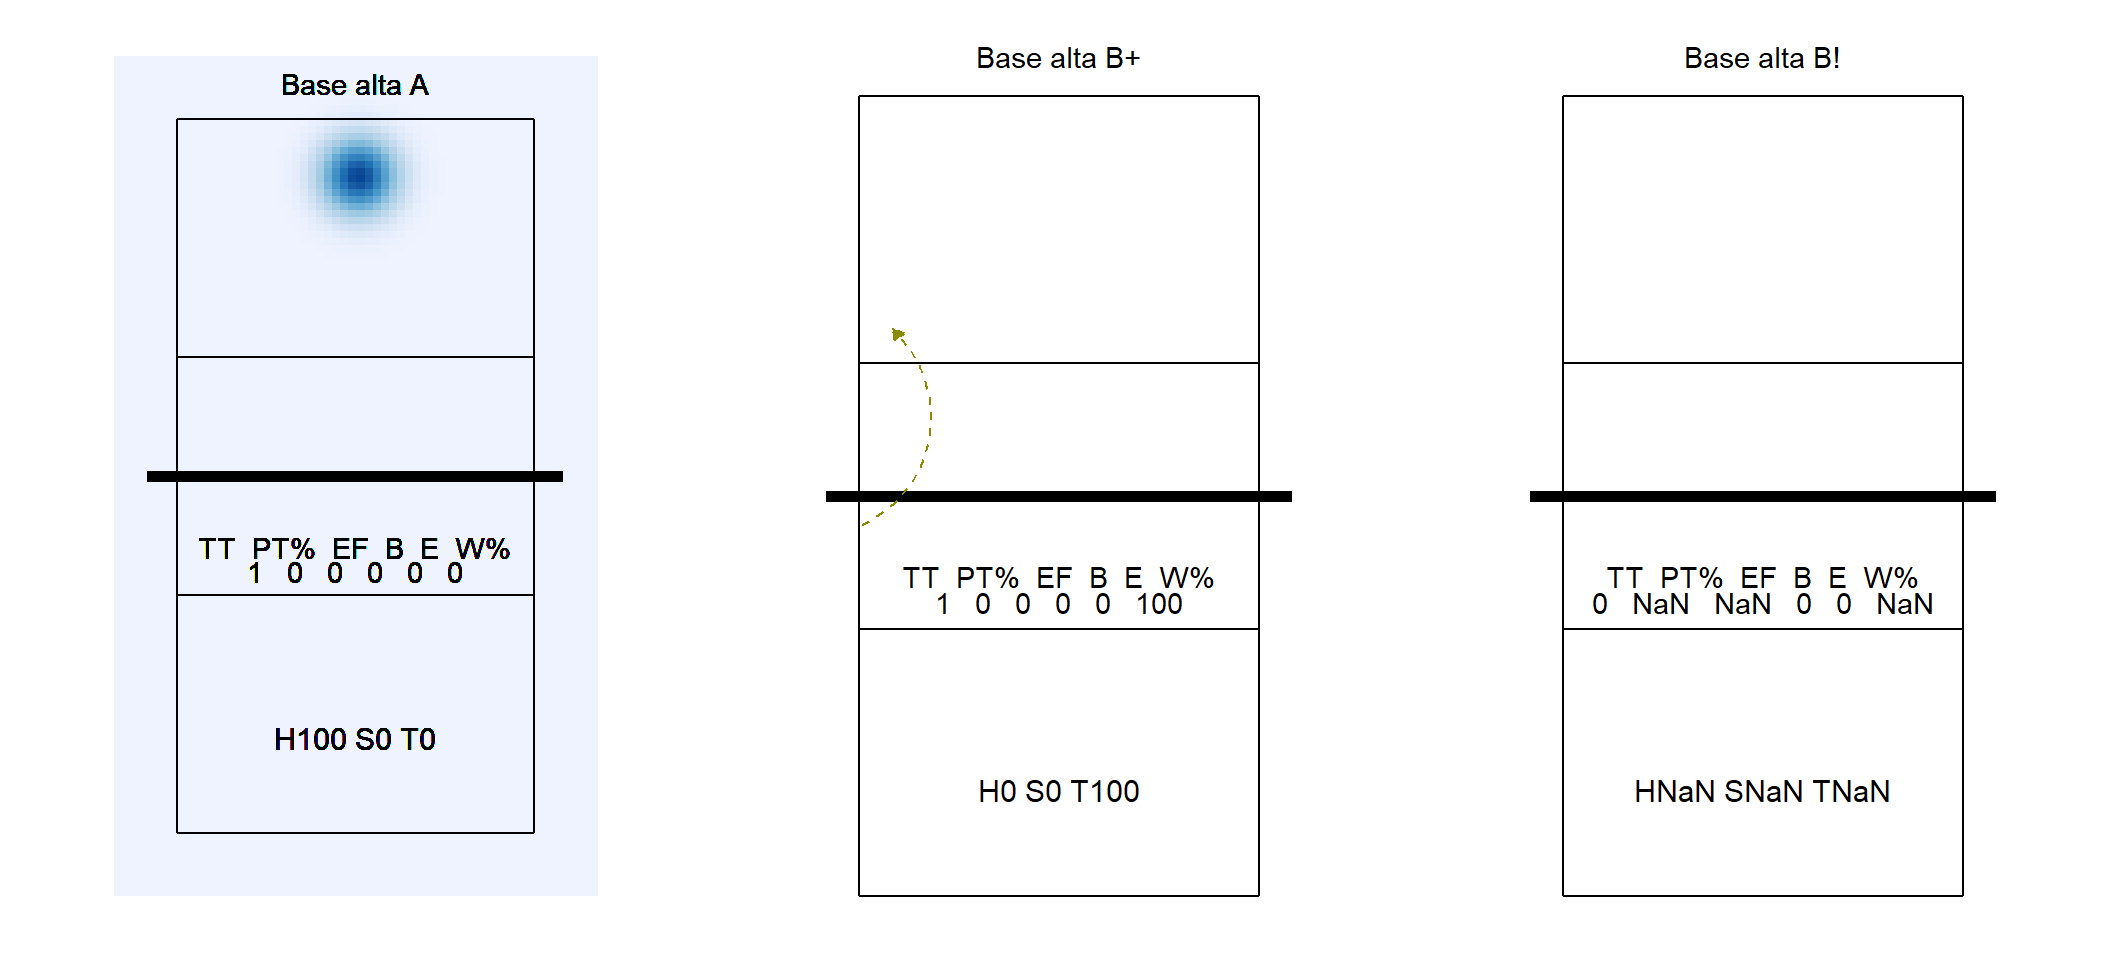 Base alta A
TT PT% EF B E W%
1 0 0 0 0 0
H100 S0 T0
Base alta B+
TT PT% EF B E W%
1 0 0 0 0 100
H0 S0 T100
Base alta B!
TT PT% EF B E W%
0 NaN NaN 0 0 NaN
HNaN SNaN TNaN